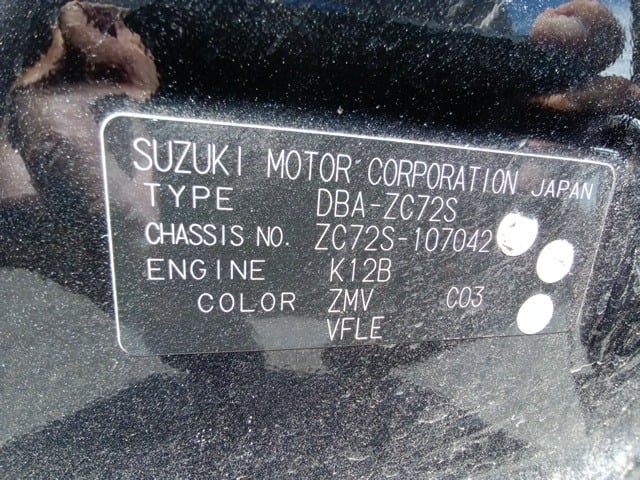 SUZUKI MOTOR CORPORATION JAPAN
TYPE DBA-ZC72S
CHASSIS NO. ZC72S-107042
ENGINE K12B
COLOR ZMV C03
VFLE